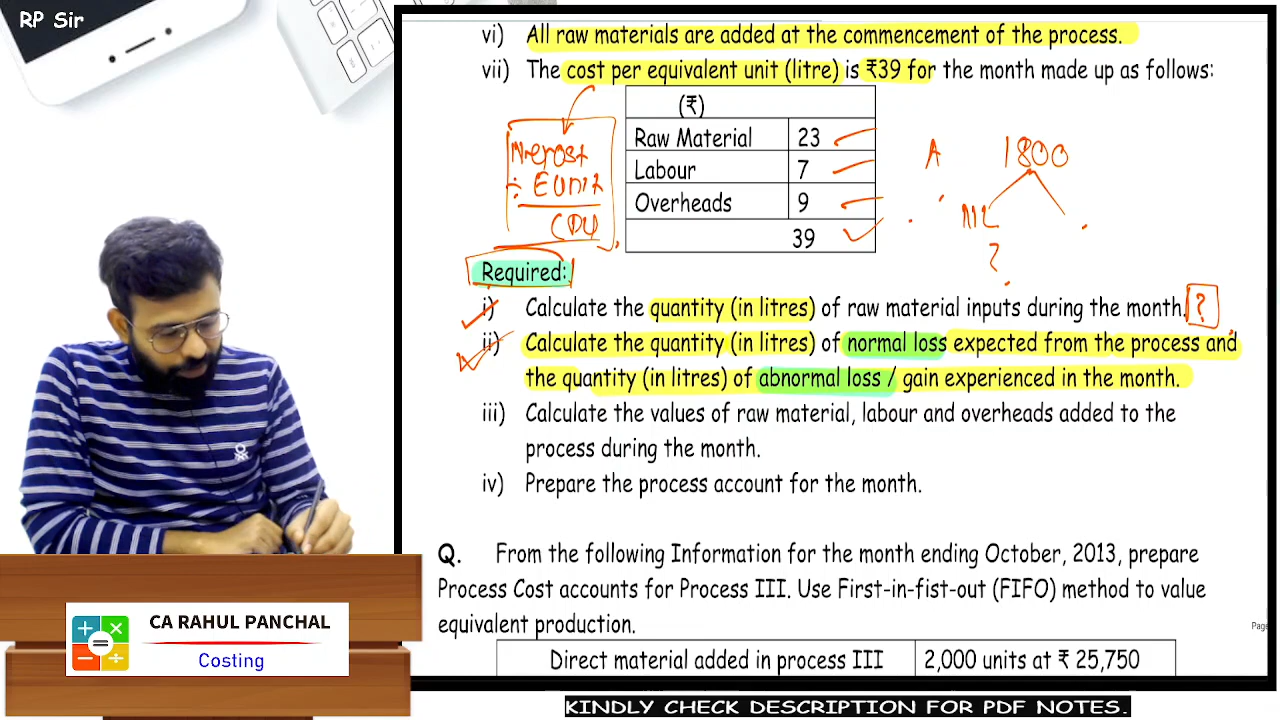 RP Sir
vi) All raw materials are added at the commencement of the process.
vii) The cost per equivalent unit (litre) is ₹39 for the month made up as follows:
(₹)
Raw Material 23
Labour 7
Overheads 9
39
÷ E Unit
A 1800
NL
?
Required:
i) Calculate the quantity (in litres) of raw material inputs during the month. ?
ii) Calculate the quantity (in litres) of normal loss expected from the process and
the quantity (in litres) of abnormal loss / gain experienced in the month.
iii) Calculate the values of raw material, labour and overheads added to the
process during the month.
iv) Prepare the process account for the month.
Q. From the following Information for the month ending October, 2013, prepare
Process Cost accounts for Process III. Use First-in-fist-out (FIFO) method to value
equivalent production.
Page
Direct material added in process III 2,000 units at ₹ 25,750
CA RAHUL PANCHAL
Costing
KINDLY CHECK DESCRIPTION FOR PDF NOTES.